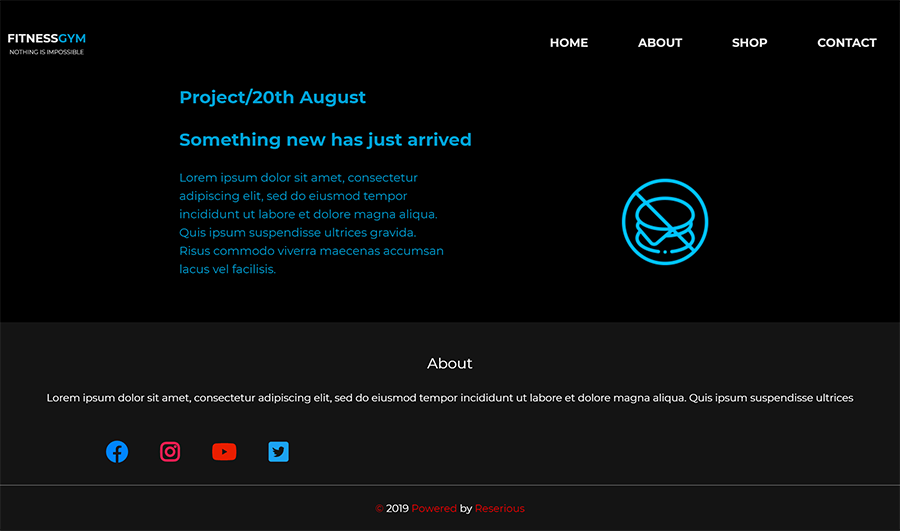 FITNESSGYM
NOTHING IS IMPOSSIBLE
HOME ABOUT SHOP CONTACT
Project/20th August
Something new has just arrived
Lorem ipsum dolor sit amet, consectetur
adipiscing elit, sed do eiusmod tempor
incididunt ut labore et dolore magna aliqua.
Quis ipsum suspendisse ultrices gravida.
Risus commodo viverra maecenas accumsan
lacus vel facilisis.
About
Lorem ipsum dolor sit amet, consectetur adipiscing elit, sed do eiusmod tempor incididunt ut labore et dolore magna aliqua. Quis ipsum suspendisse ultrices
© 2019 Powered by Reserious